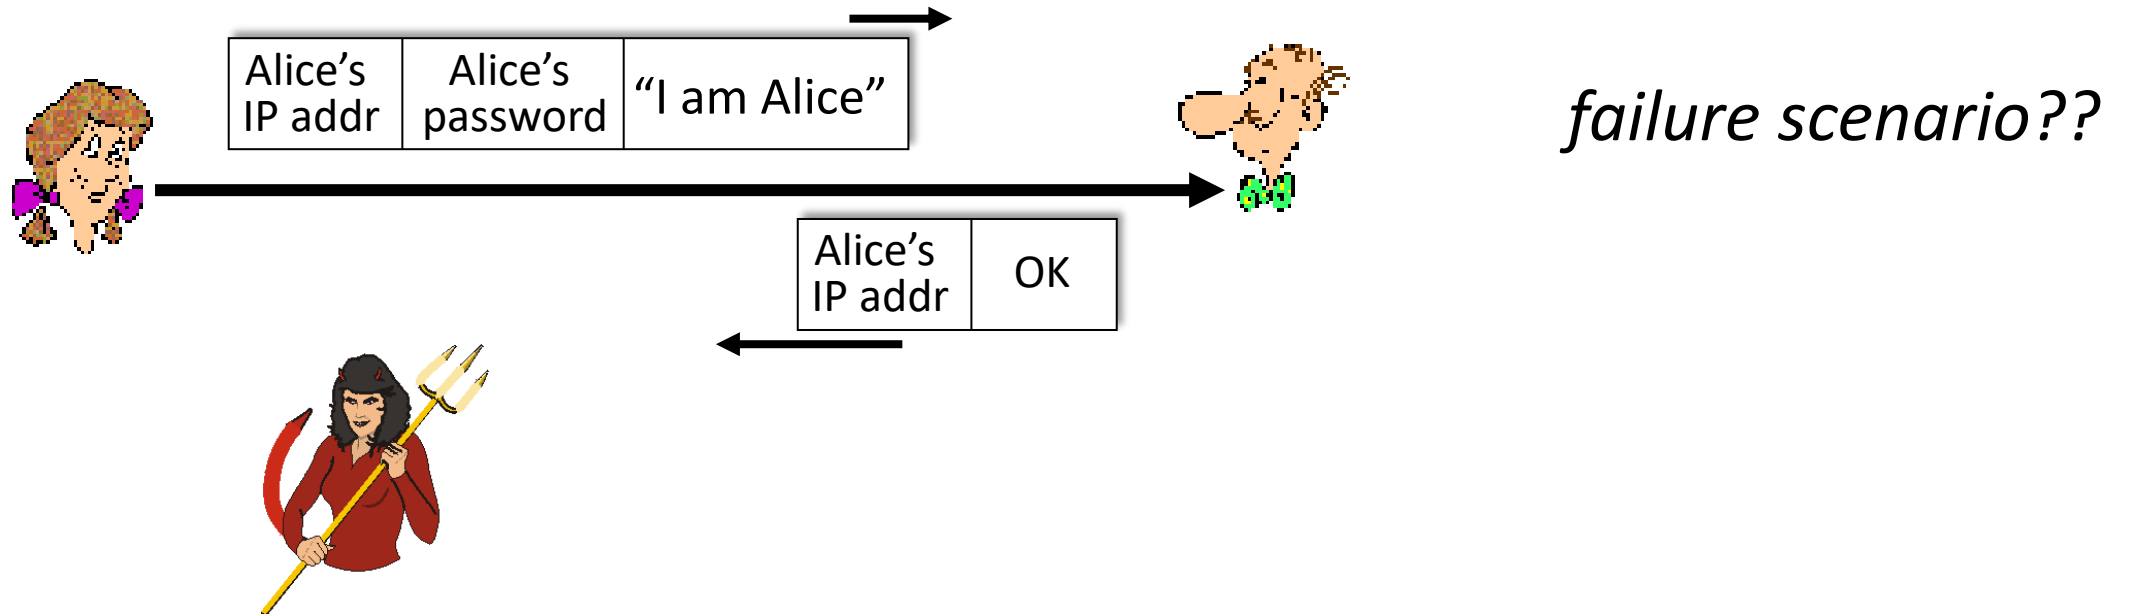 Alice’s
IP addr
Alice’s
password
“I am Alice”
failure scenario??
Alice’s
IP addr
OK